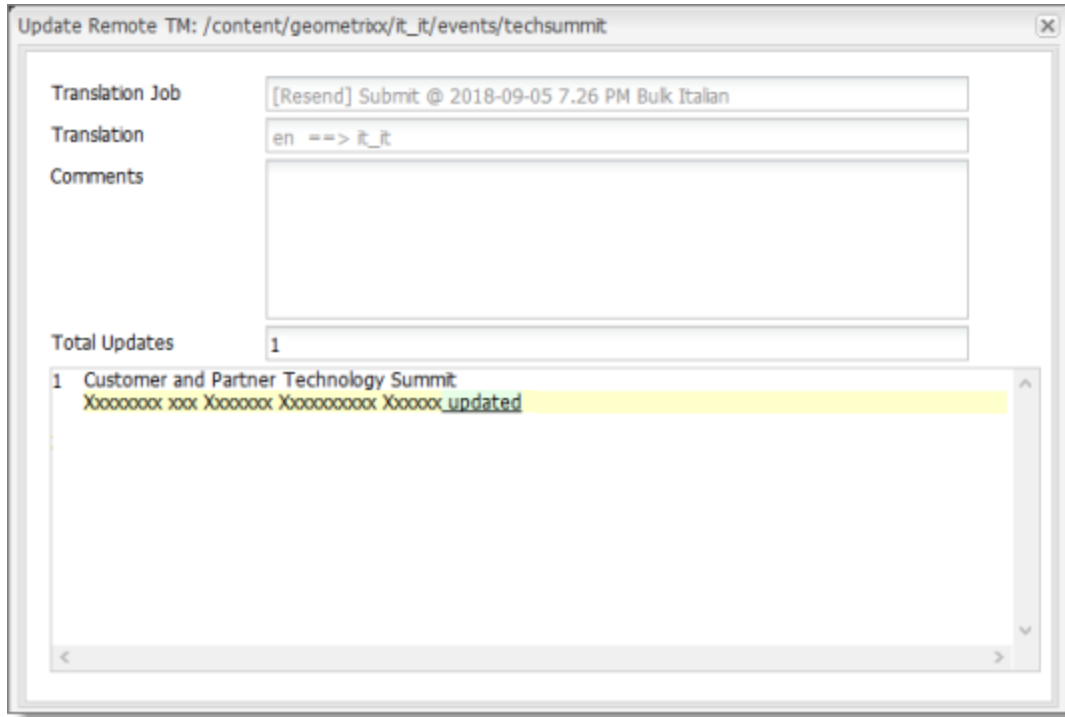 Update Remote TM: /content/geometrixx/it_it/events/techsummit
Translation Job
[Resend] Submit @ 2018-09-05 7.26 PM Bulk Italian
Translation
en ==> it_it
Comments
Total Updates
1
1 Customer and Partner Technology Summit
Xxxxxxxx xxx Xxxxxxx Xxxxxxxxxx Xxxxxx updated